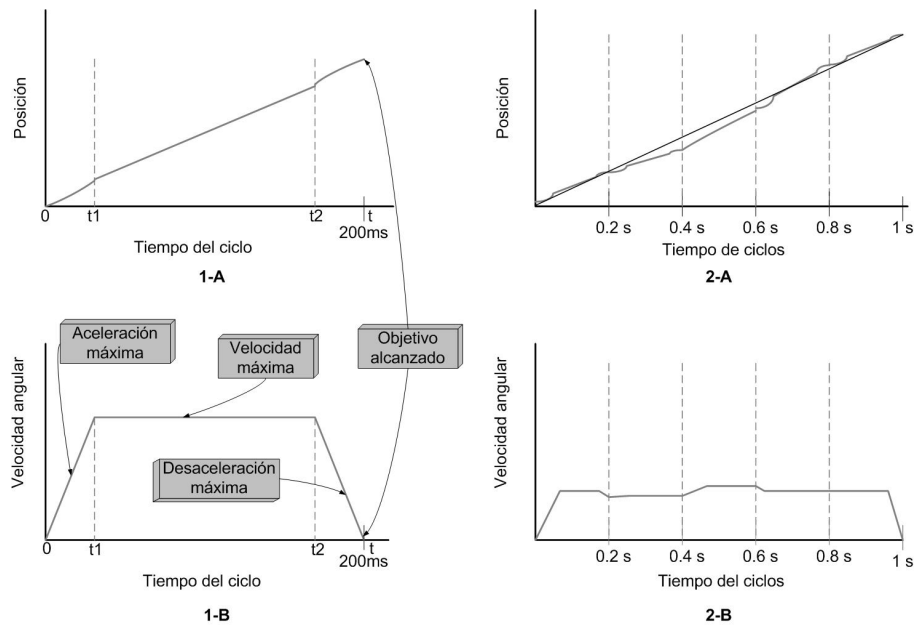 Posición
0
t1
t2
t
200ms
Tiempo del ciclo
1-A
Posición
0.2 s
0.4 s
0.6 s
0.8 s
1 s
Tiempo de ciclos
2-A
Aceleración
máxima
Velocidad
máxima
Objetivo
alcanzado
Desaceleración
máxima
Velocidad angular
0
t1
t2
t
200ms
Tiempo del ciclo
1-B
Velocidad angular
0.2 s
0.4 s
0.6 s
0.8 s
1 s
Tiempo del ciclos
2-B